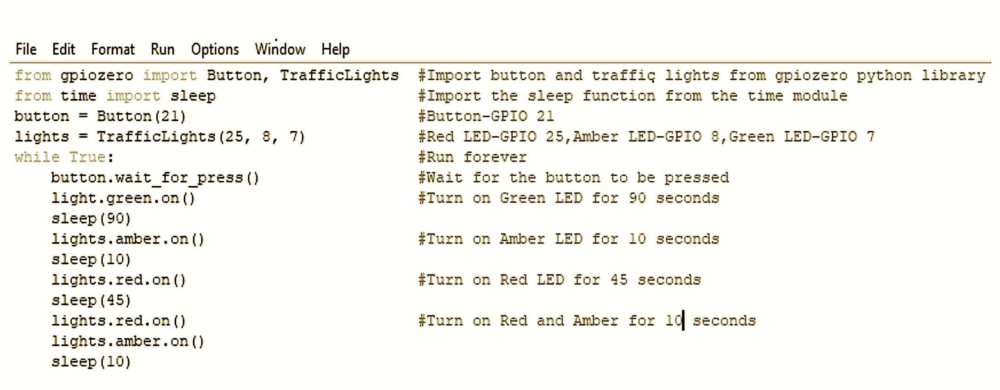 File Edit Format Run Options Window Help
from gpiozero import Button, TrafficLights #Import button and traffic lights from gpiozero python library
from time import sleep #Import the sleep function from the time module
button = Button(21) #Button-GPIO 21
lights = TrafficLights(25, 8, 7) #Red LED-GPIO 25,Amber LED-GPIO 8,Green LED-GPIO 7
while True: #Run forever
    button.wait_for_press() #Wait for the button to be pressed
    light.green.on() #Turn on Green LED for 90 seconds
    sleep(90)
    lights.amber.on() #Turn on Amber LED for 10 seconds
    sleep(10)
    lights.red.on() #Turn on Red LED for 45 seconds
    sleep(45)
    lights.red.on() #Turn on Red and Amber for 10 seconds
    lights.amber.on()
    sleep(10)